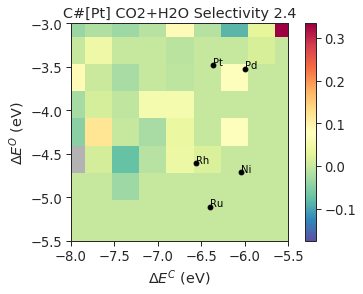 C#[Pt] CO2+H2O Selectivity 2.4
−3.0
−3.5
−4.0
−4.5
−5.0
−5.5
ΔE^O (eV)
Pt
Pd
Rh
Ni
Ru
−8.0 −7.5 −7.0 −6.5 −6.0 −5.5
ΔE^C (eV)
0.3
0.2
0.1
0.0
−0.1